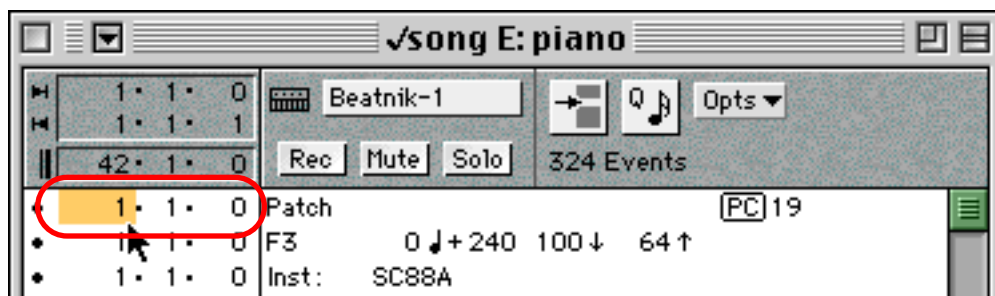 ✓song E: piano
1· 1· 0 Beatnik-1 Q Opts
1· 1· 1
42· 1· 0 Rec Mute Solo 324 Events
1· 1· 0 Patch PC 19
1· 1· 0 F3 0♩+240 100↓ 64↑
1· 1· 0 Inst: SC88A